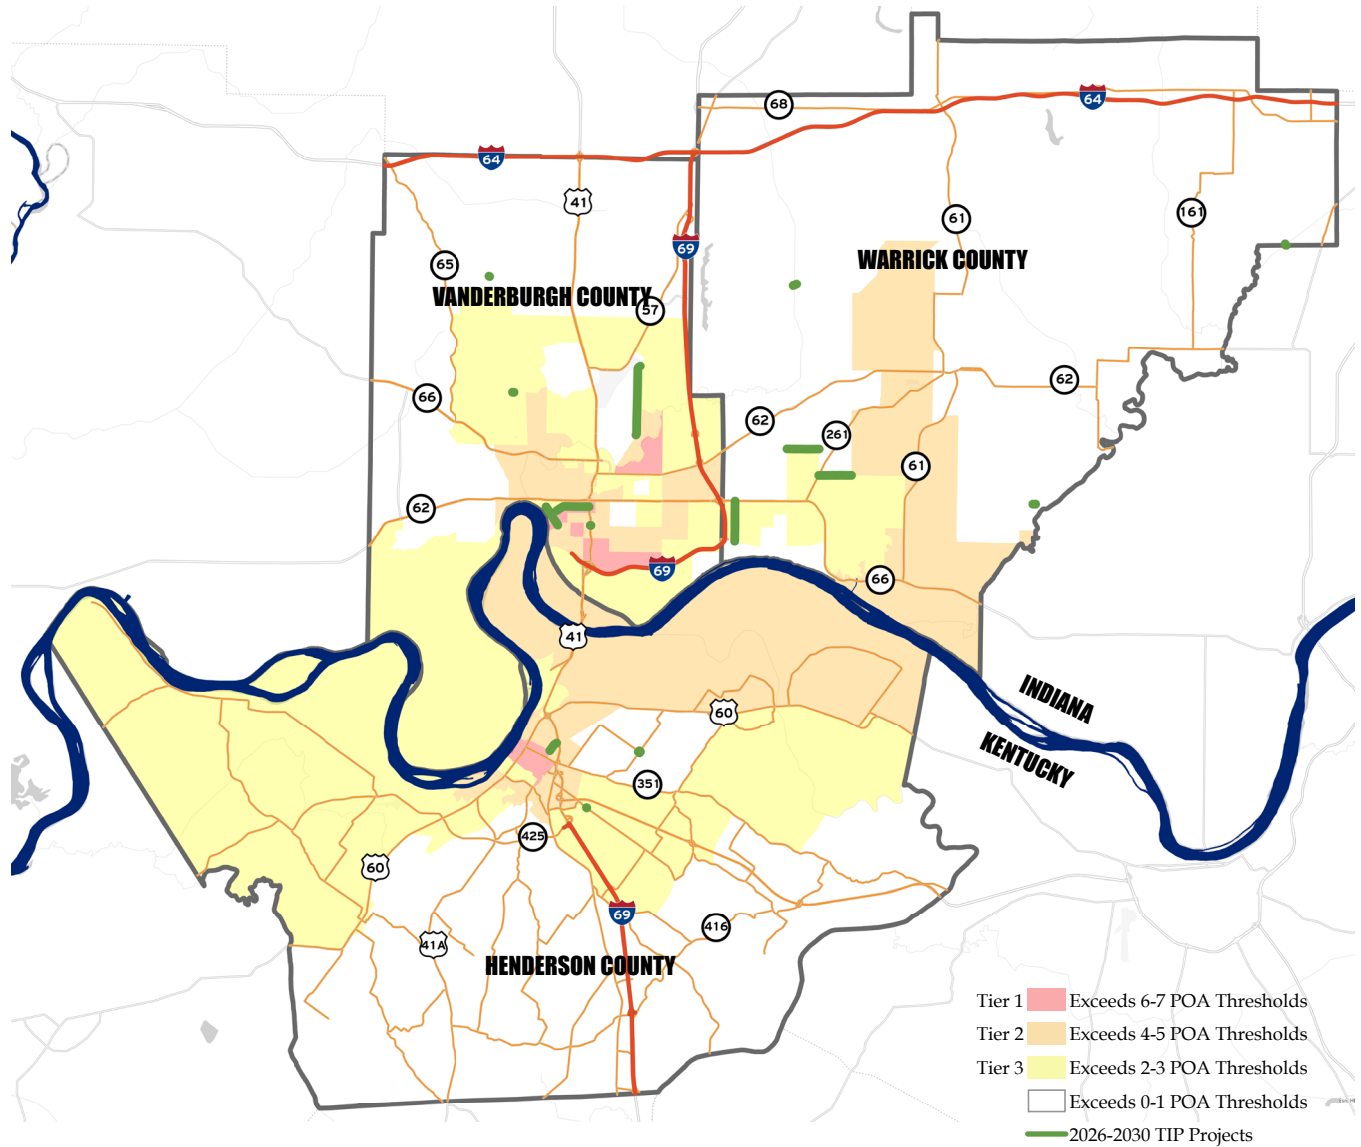 68
64
64
41
61
161
69
WARRICK COUNTY
65
VANDERBURGH COUNTY
57
62
66
62
261
61
62
69
66
41
INDIANA
60
KENTUCKY
351
425
60
69
416
41A
HENDERSON COUNTY
Tier 1 Exceeds 6-7 POA Thresholds
Tier 2 Exceeds 4-5 POA Thresholds
Tier 3 Exceeds 2-3 POA Thresholds
Exceeds 0-1 POA Thresholds
2026-2030 TIP Projects